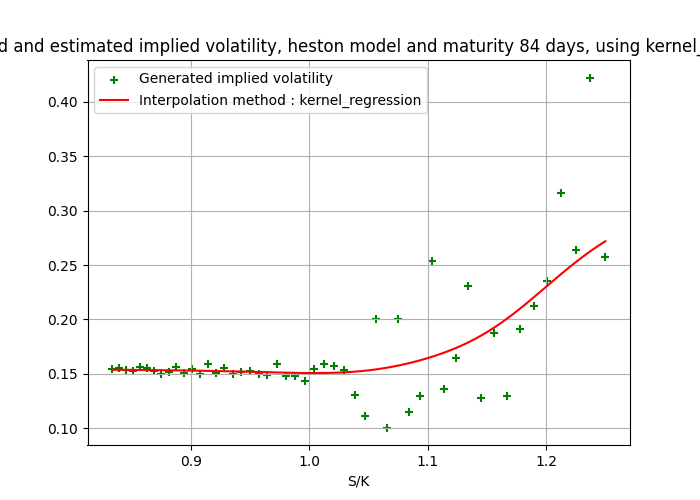 d and estimated implied volatility, heston model and maturity 84 days, using kernel_
Generated implied volatility
Interpolation method : kernel_regression
0.40
0.35
0.30
0.25
0.20
0.15
0.10
0.9 1.0 1.1 1.2
S/K